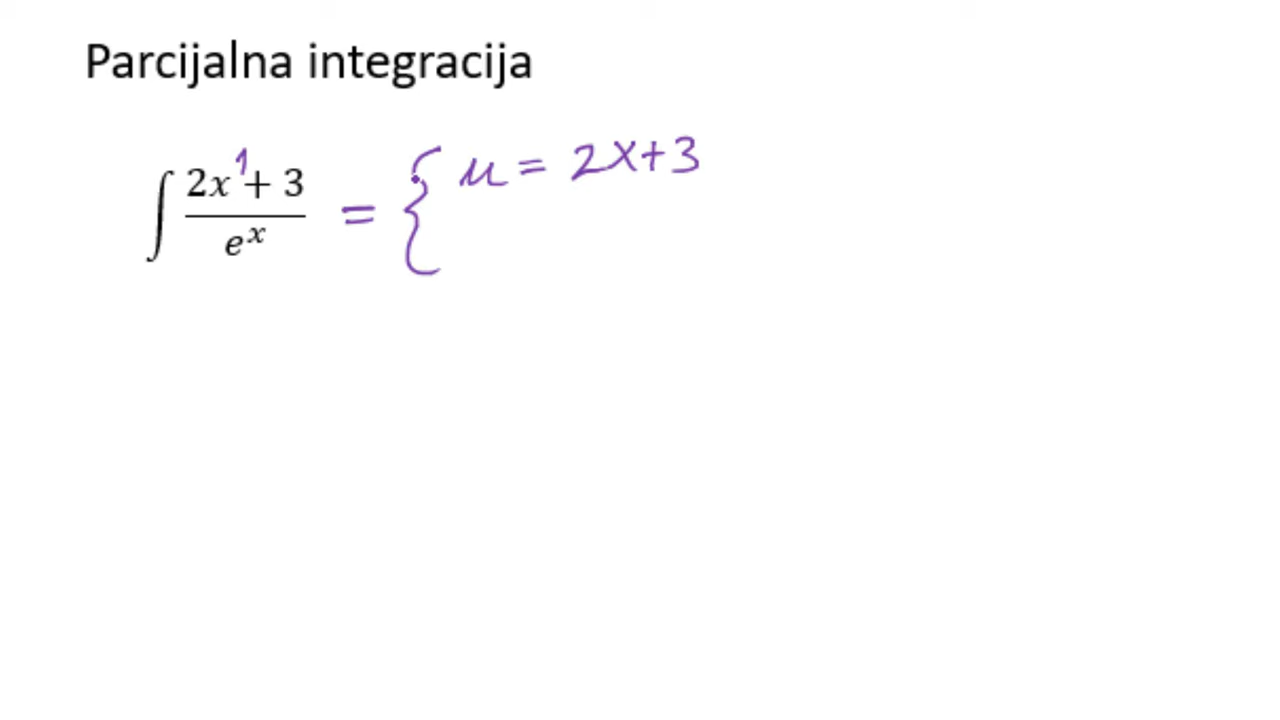 Parcijalna integracija
∫ (2x¹ + 3)/(eˣ) = { u = 2x+3